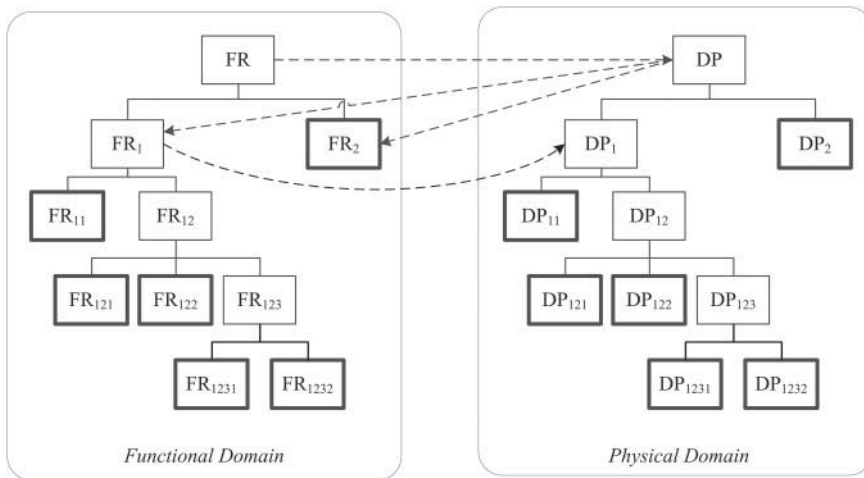 FR DP
FR₁ FR₂ DP₁ DP₂
FR₁₁ FR₁₂ DP₁₁ DP₁₂
FR₁₂₁ FR₁₂₂ FR₁₂₃ DP₁₂₁ DP₁₂₂ DP₁₂₃
FR₁₂₃₁ FR₁₂₃₂ DP₁₂₃₁ DP₁₂₃₂
Functional Domain Physical Domain